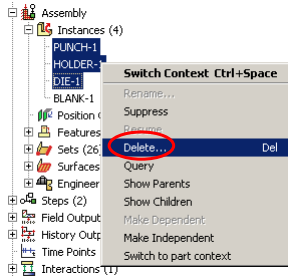 Assembly
Instances (4)
PUNCH-1
HOLDER-1
DIE-1
BLANK-1
Position
Features
Sets (26
Surfaces
Engineer
Steps (2)
Field Output
History Outp
Time Points
Interactions (1)
Switch Context Ctrl+Space
Rename...
Suppress
Resume
Delete... Del
Query
Show Parents
Show Children
Make Dependent
Make Independent
Switch to part context